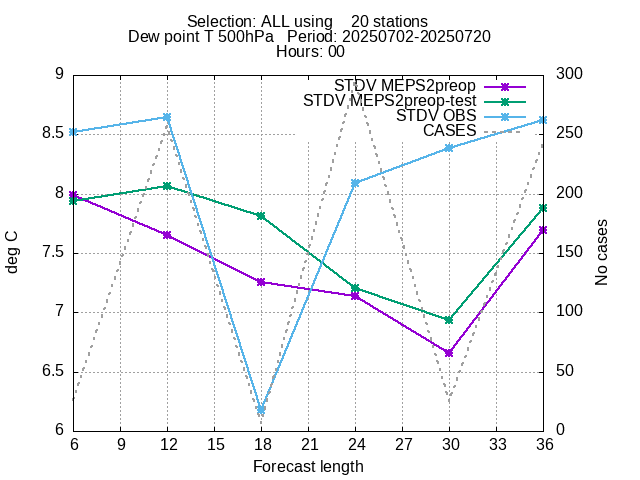 Selection: ALL using    20 stations
Dew point T 500hPa   Period: 20250702-20250720
Hours: 00
STDV MEPS2preop
STDV MEPS2preop-test
STDV OBS
CASES
9
8.5
8
7.5
7
6.5
6
deg C
300
250
200
150
100
50
0
No cases
6 9 12 15 18 21 24 27 30 33 36
Forecast length